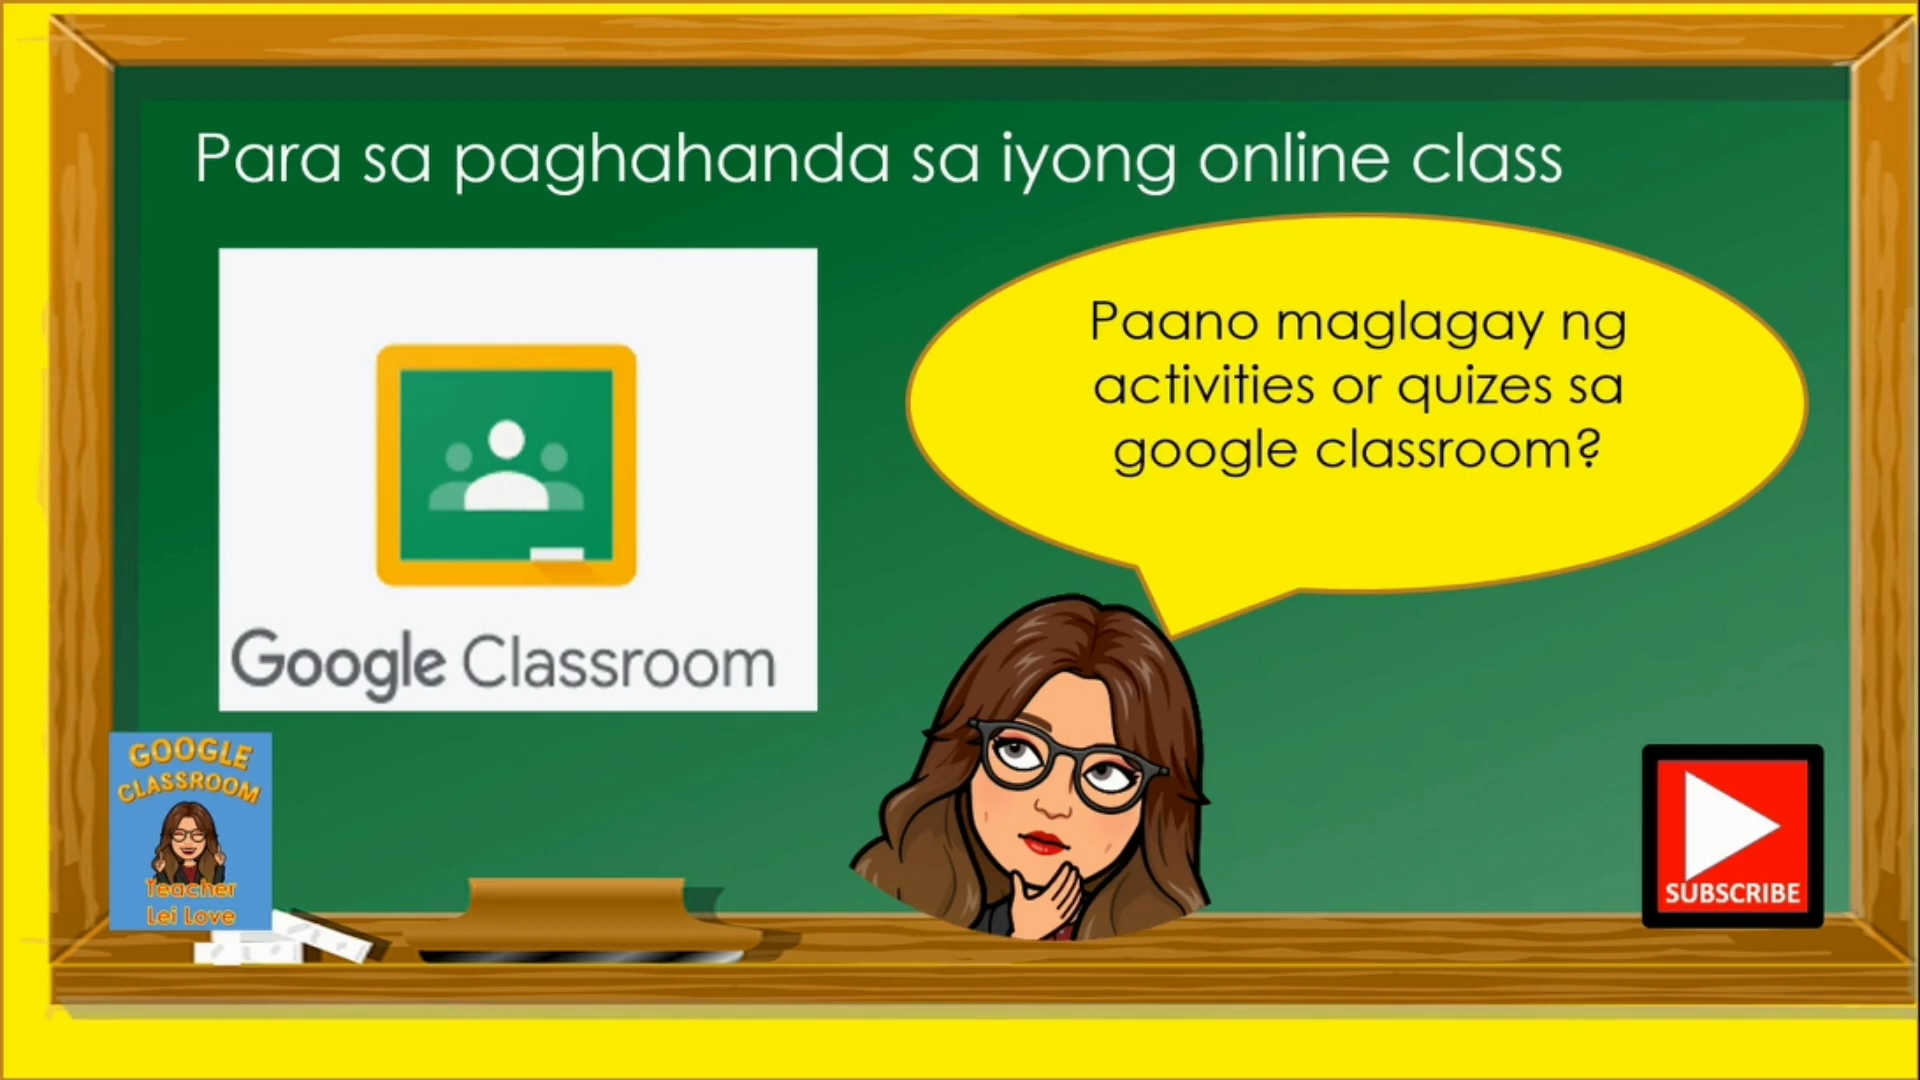 Para sa paghahanda sa iyong online class
Paano maglagay ng
activities or quizes sa
google classroom?
Google Classroom
GOOGLE
CLASSROOM
Teacher
Lei Love
SUBSCRIBE